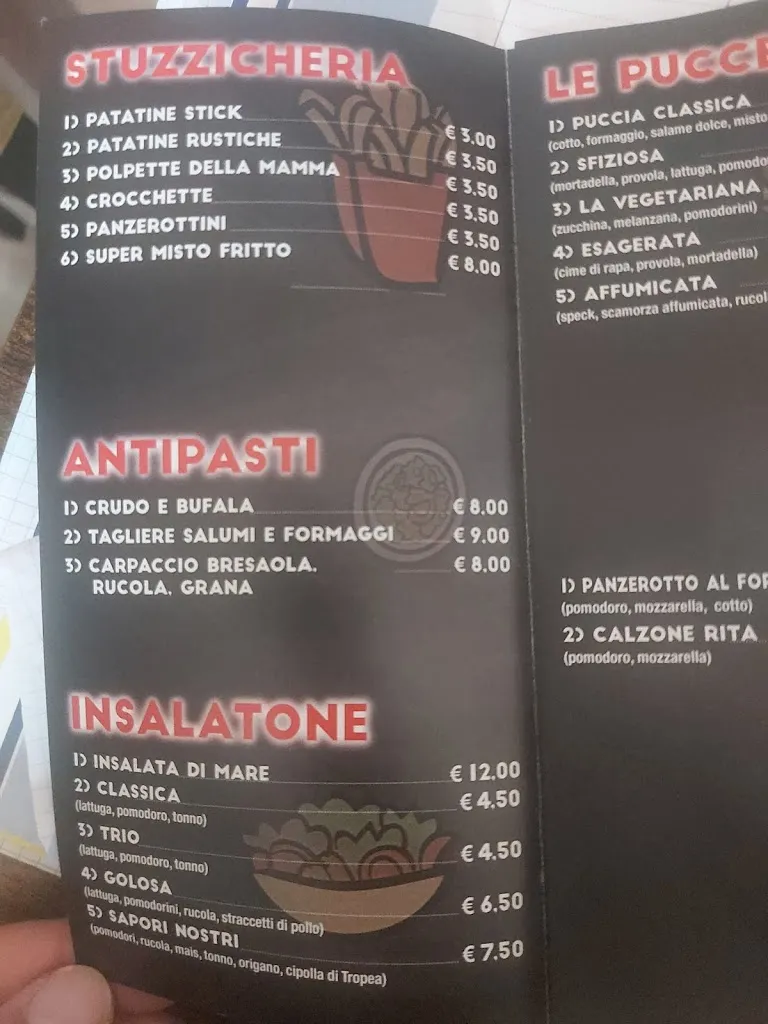 STUZZICHERIA
1) PATATINE STICK € 3.00
2) PATATINE RUSTICHE € 3.50
3) POLPETTE DELLA MAMMA € 3.50
4) CROCCHETTE € 3.50
5) PANZEROTTINI € 3.50
6) SUPER MISTO FRITTO € 8.00
ANTIPASTI
1) CRUDO E BUFALA € 8.00
2) TAGLIERE SALUMI E FORMAGGI € 9.00
3) CARPACCIO BRESAOLA, € 8.00
RUCOLA, GRANA
INSALATONE
1) INSALATA DI MARE € 12.00
2) CLASSICA € 4.50
(lattuga, pomodoro, tonno)
3) TRIO € 4.50
(lattuga, pomodoro, tonno)
4) GOLOSA € 6.50
(lattuga, pomodorini, rucola, straccetti di pollo)
5) SAPORI NOSTRI € 7.50
(pomodori, rucola, mais, tonno, origano, cipolla di Tropea)
LE PUCCE
1) PUCCIA CLASSICA
(cotto, formaggio, salame dolce, misto
2) SFIZIOSA
(mortadella, provola, lattuga,
3) LA VEGETARIANA
(zucchina, melanzana, pomodorini)
4) ESAGERATA
(cime di rapa, provola, mortadella)
5) AFFUMICATA
(speck, scamorza affumicata,
1) PANZEROTTO AL
(pomodoro, mozzarella, cotto)
2) CALZONE RITA
(pomodoro, mozzarella)